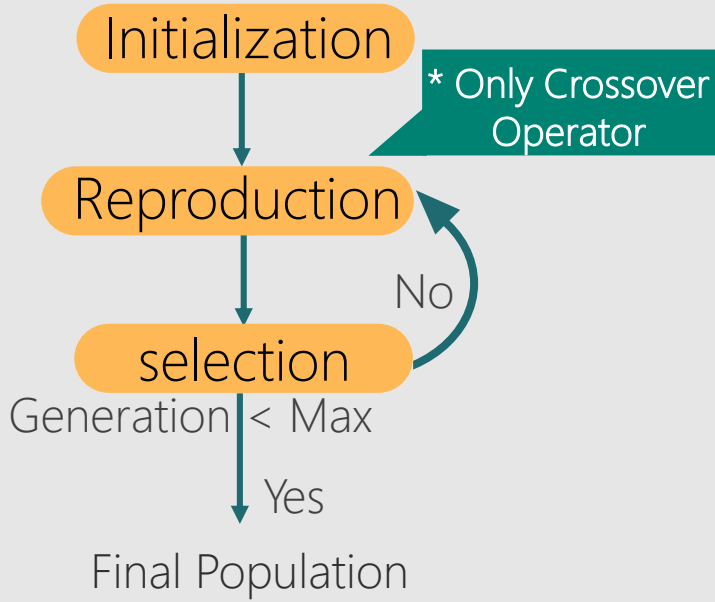 Initialization
* Only Crossover
Operator
Reproduction
No
selection
Generation < Max
Yes
Final Population